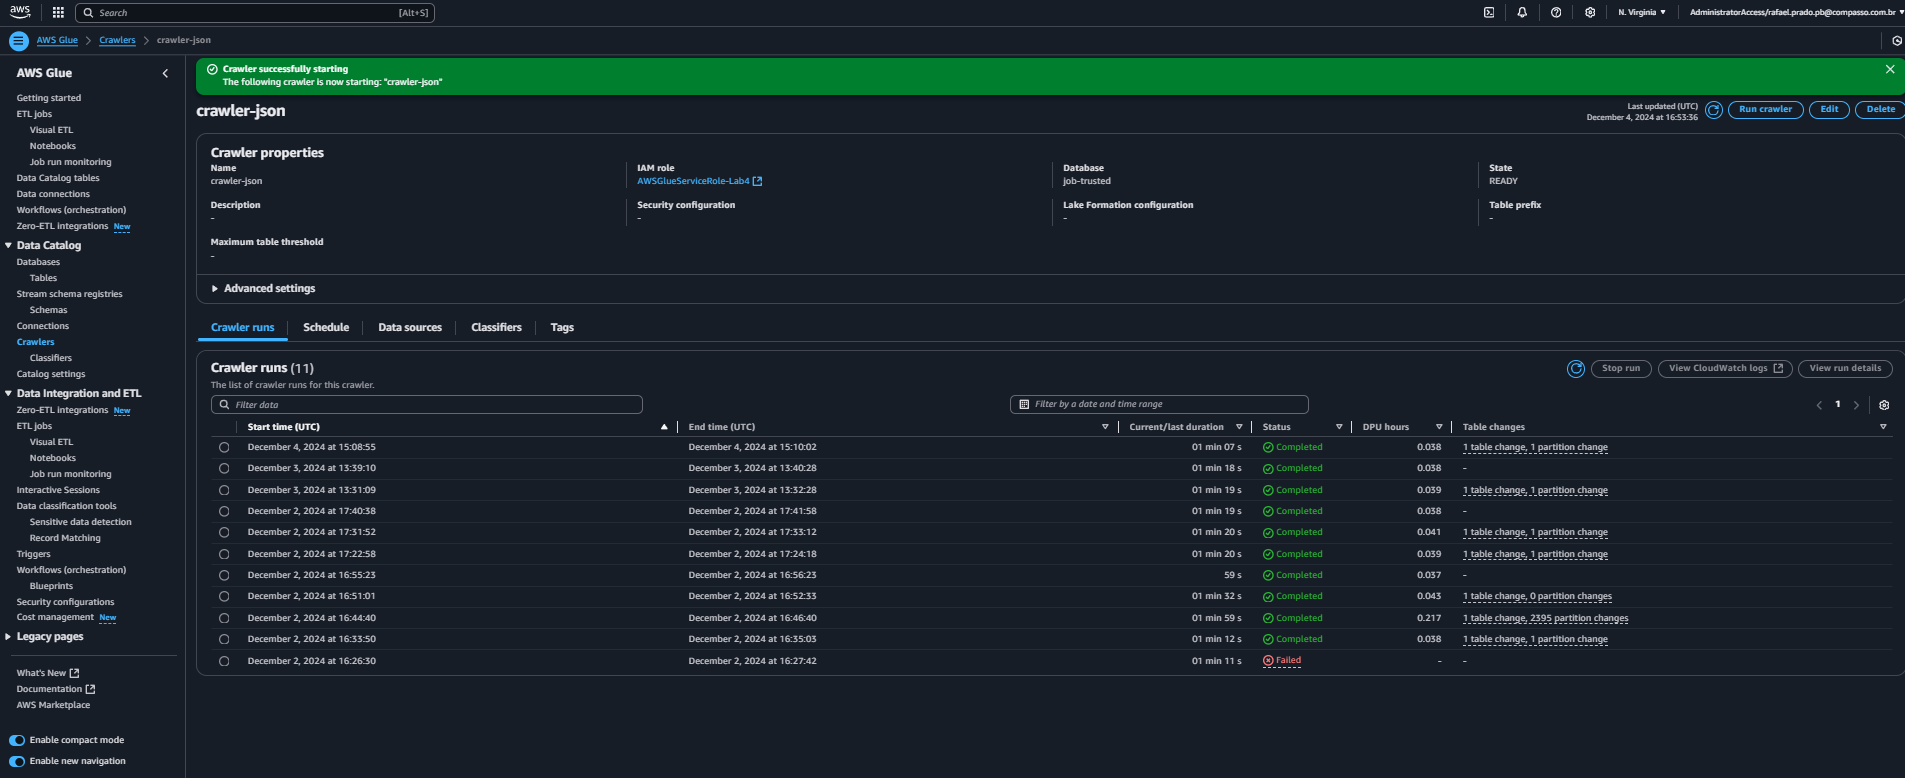 aws Search [Alt+S] N. Virginia AdministratorAccess/rafael.prado.pb@compasso.com.br
AWS Glue Crawlers crawler-json
AWS Glue
Getting started
ETL jobs
Visual ETL
Notebooks
Job run monitoring
Data Catalog tables
Data connections
Workflows (orchestration)
Zero-ETL integrations New
Data Catalog
Databases
Tables
Stream schema registries
Schemas
Connections
Crawlers
Classifiers
Catalog settings
Data Integration and ETL
Zero-ETL integrations New
ETL jobs
Visual ETL
Notebooks
Job run monitoring
Interactive Sessions
Data classification tools
Sensitive data detection
Record Matching
Triggers
Workflows (orchestration)
Blueprints
Security configurations
Cost management New
Legacy pages
What's New
Documentation
AWS Marketplace
Enable compact mode
Enable new navigation
Crawler successfully starting
The following crawler is now starting: "crawler-json"
crawler-json
Last updated (UTC)
December 4, 2024 at 16:53:36
Run crawler Edit Delete
Crawler properties
Name IAM role Database State
crawler-json AWSGlueServiceRole-Lab4 job-trusted READY
Description Security configuration Lake Formation configuration Table prefix
- - - -
Maximum table threshold
-
Advanced settings
Crawler runs Schedule Data sources Classifiers Tags
Crawler runs (11)
Stop run View CloudWatch logs View run details
The list of crawler runs for this crawler.
Filter data Filter by a date and time range 1
Start time (UTC) End time (UTC) Current/last duration Status DPU hours Table changes
December 4, 2024 at 15:08:55 December 4, 2024 at 15:10:02 01 min 07 s Completed 0.038 1 table change, 1 partition change
December 3, 2024 at 13:39:10 December 3, 2024 at 13:40:28 01 min 18 s Completed 0.038 -
December 3, 2024 at 13:31:09 December 3, 2024 at 13:32:28 01 min 19 s Completed 0.039 1 table change, 1 partition change
December 2, 2024 at 17:40:38 December 2, 2024 at 17:41:58 01 min 19 s Completed 0.038 -
December 2, 2024 at 17:31:52 December 2, 2024 at 17:33:12 01 min 20 s Completed 0.041 1 table change, 1 partition change
December 2, 2024 at 17:22:58 December 2, 2024 at 17:24:18 01 min 20 s Completed 0.039 1 table change, 1 partition change
December 2, 2024 at 16:55:23 December 2, 2024 at 16:56:23 59 s Completed 0.037 -
December 2, 2024 at 16:51:01 December 2, 2024 at 16:52:33 01 min 32 s Completed 0.043 1 table change, 0 partition changes
December 2, 2024 at 16:44:40 December 2, 2024 at 16:46:40 01 min 59 s Completed 0.217 1 table change, 2395 partition changes
December 2, 2024 at 16:33:50 December 2, 2024 at 16:35:03 01 min 12 s Completed 0.038 1 table change, 1 partition change
December 2, 2024 at 16:26:30 December 2, 2024 at 16:27:42 01 min 11 s Failed - -